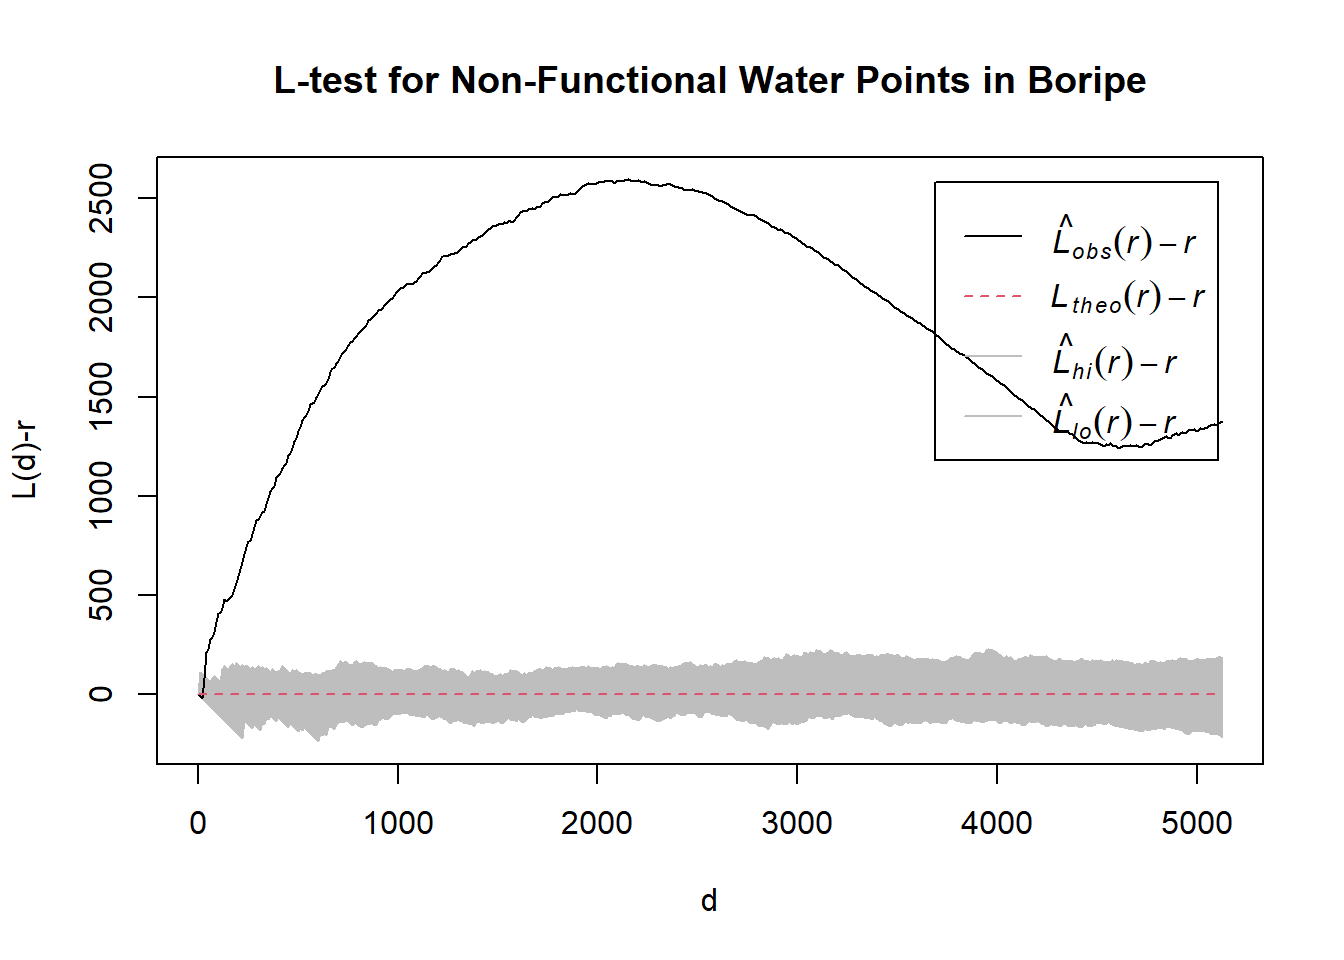 L-test for Non-Functional Water Points in Boripe
L(d)-r
2500
2000
1500
1000
500
0
L̂obs(r) − r
Ltheo(r) − r
L̂hi(r) − r
L̂lo(r) − r
0 1000 2000 3000 4000 5000
d